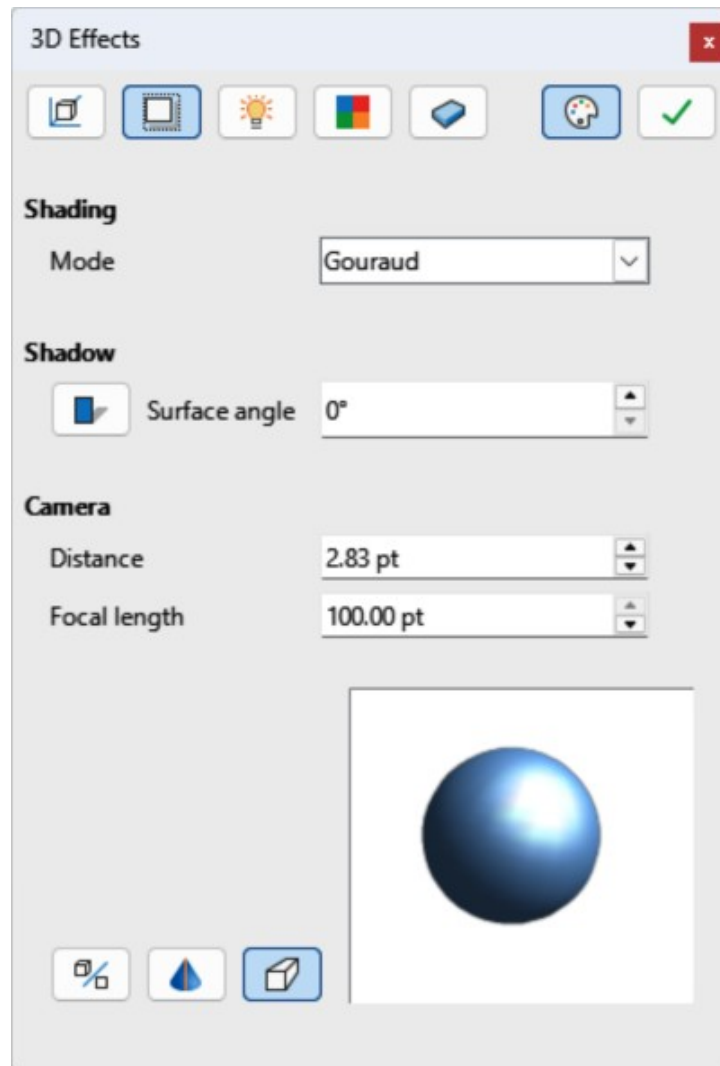 3D Effects
x
Shading
Mode Gouraud
Shadow
Surface angle 0°
Camera
Distance 2.83 pt
Focal length 100.00 pt